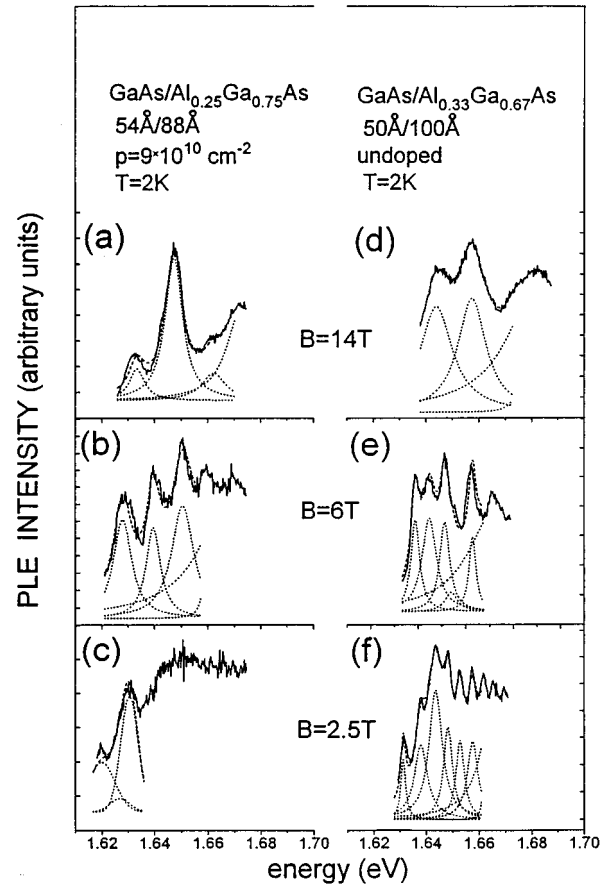 GaAs/Al0.25Ga0.75As
54Å/88Å
p=9*10^10 cm^-2
T=2K
GaAs/Al0.33Ga0.67As
50Å/100Å
undoped
T=2K
PLE INTENSITY (arbitrary units)
(a)
(d)
B=14T
(b)
(e)
B=6T
(c)
(f)
B=2.5T
1.62 1.64 1.66 1.68 1.70
1.62 1.64 1.66 1.68 1.70
energy (eV)